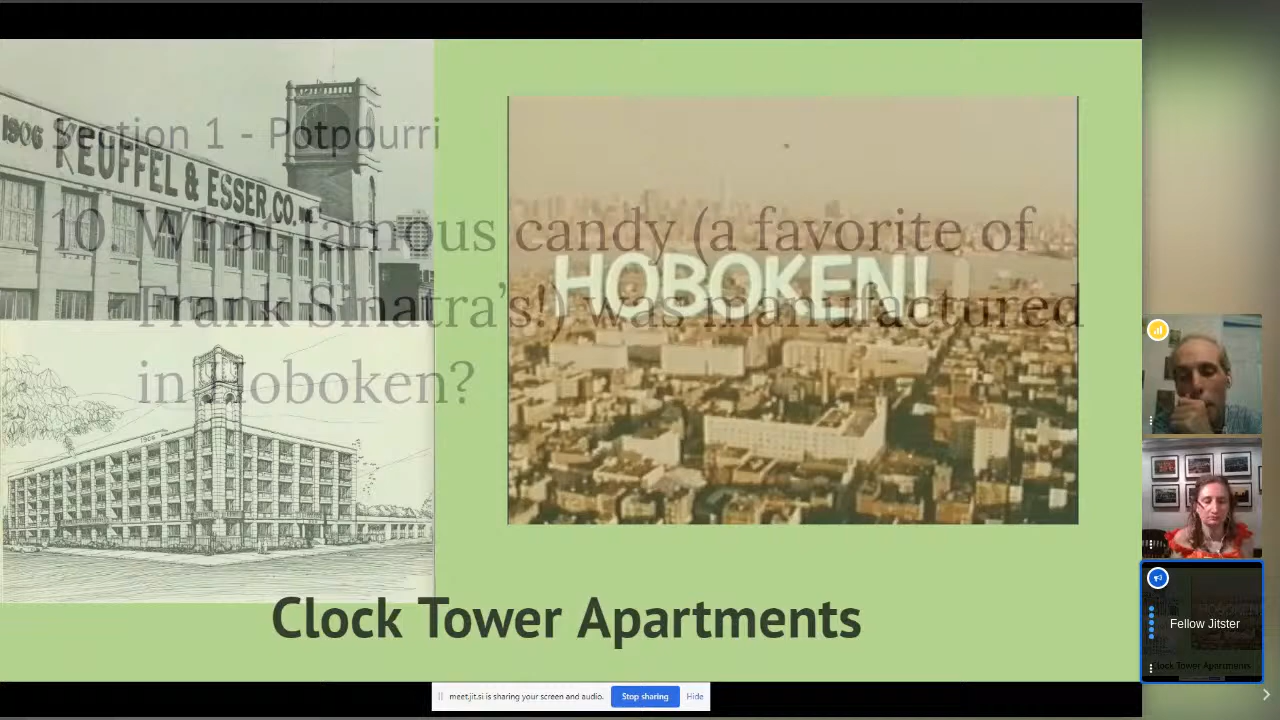 Section 1 - Potpourri
1906 KEUFFEL & ESSER CO.
10. What famous candy (a favorite of
Frank Sinatra's!) was manufactured
in Hoboken?
HOBOKEN!
Clock Tower Apartments
meet.jit.si is sharing your screen and audio.
Stop sharing
Hide
Fellow Jitster
HOBOKEN!
Clock Tower Apartments